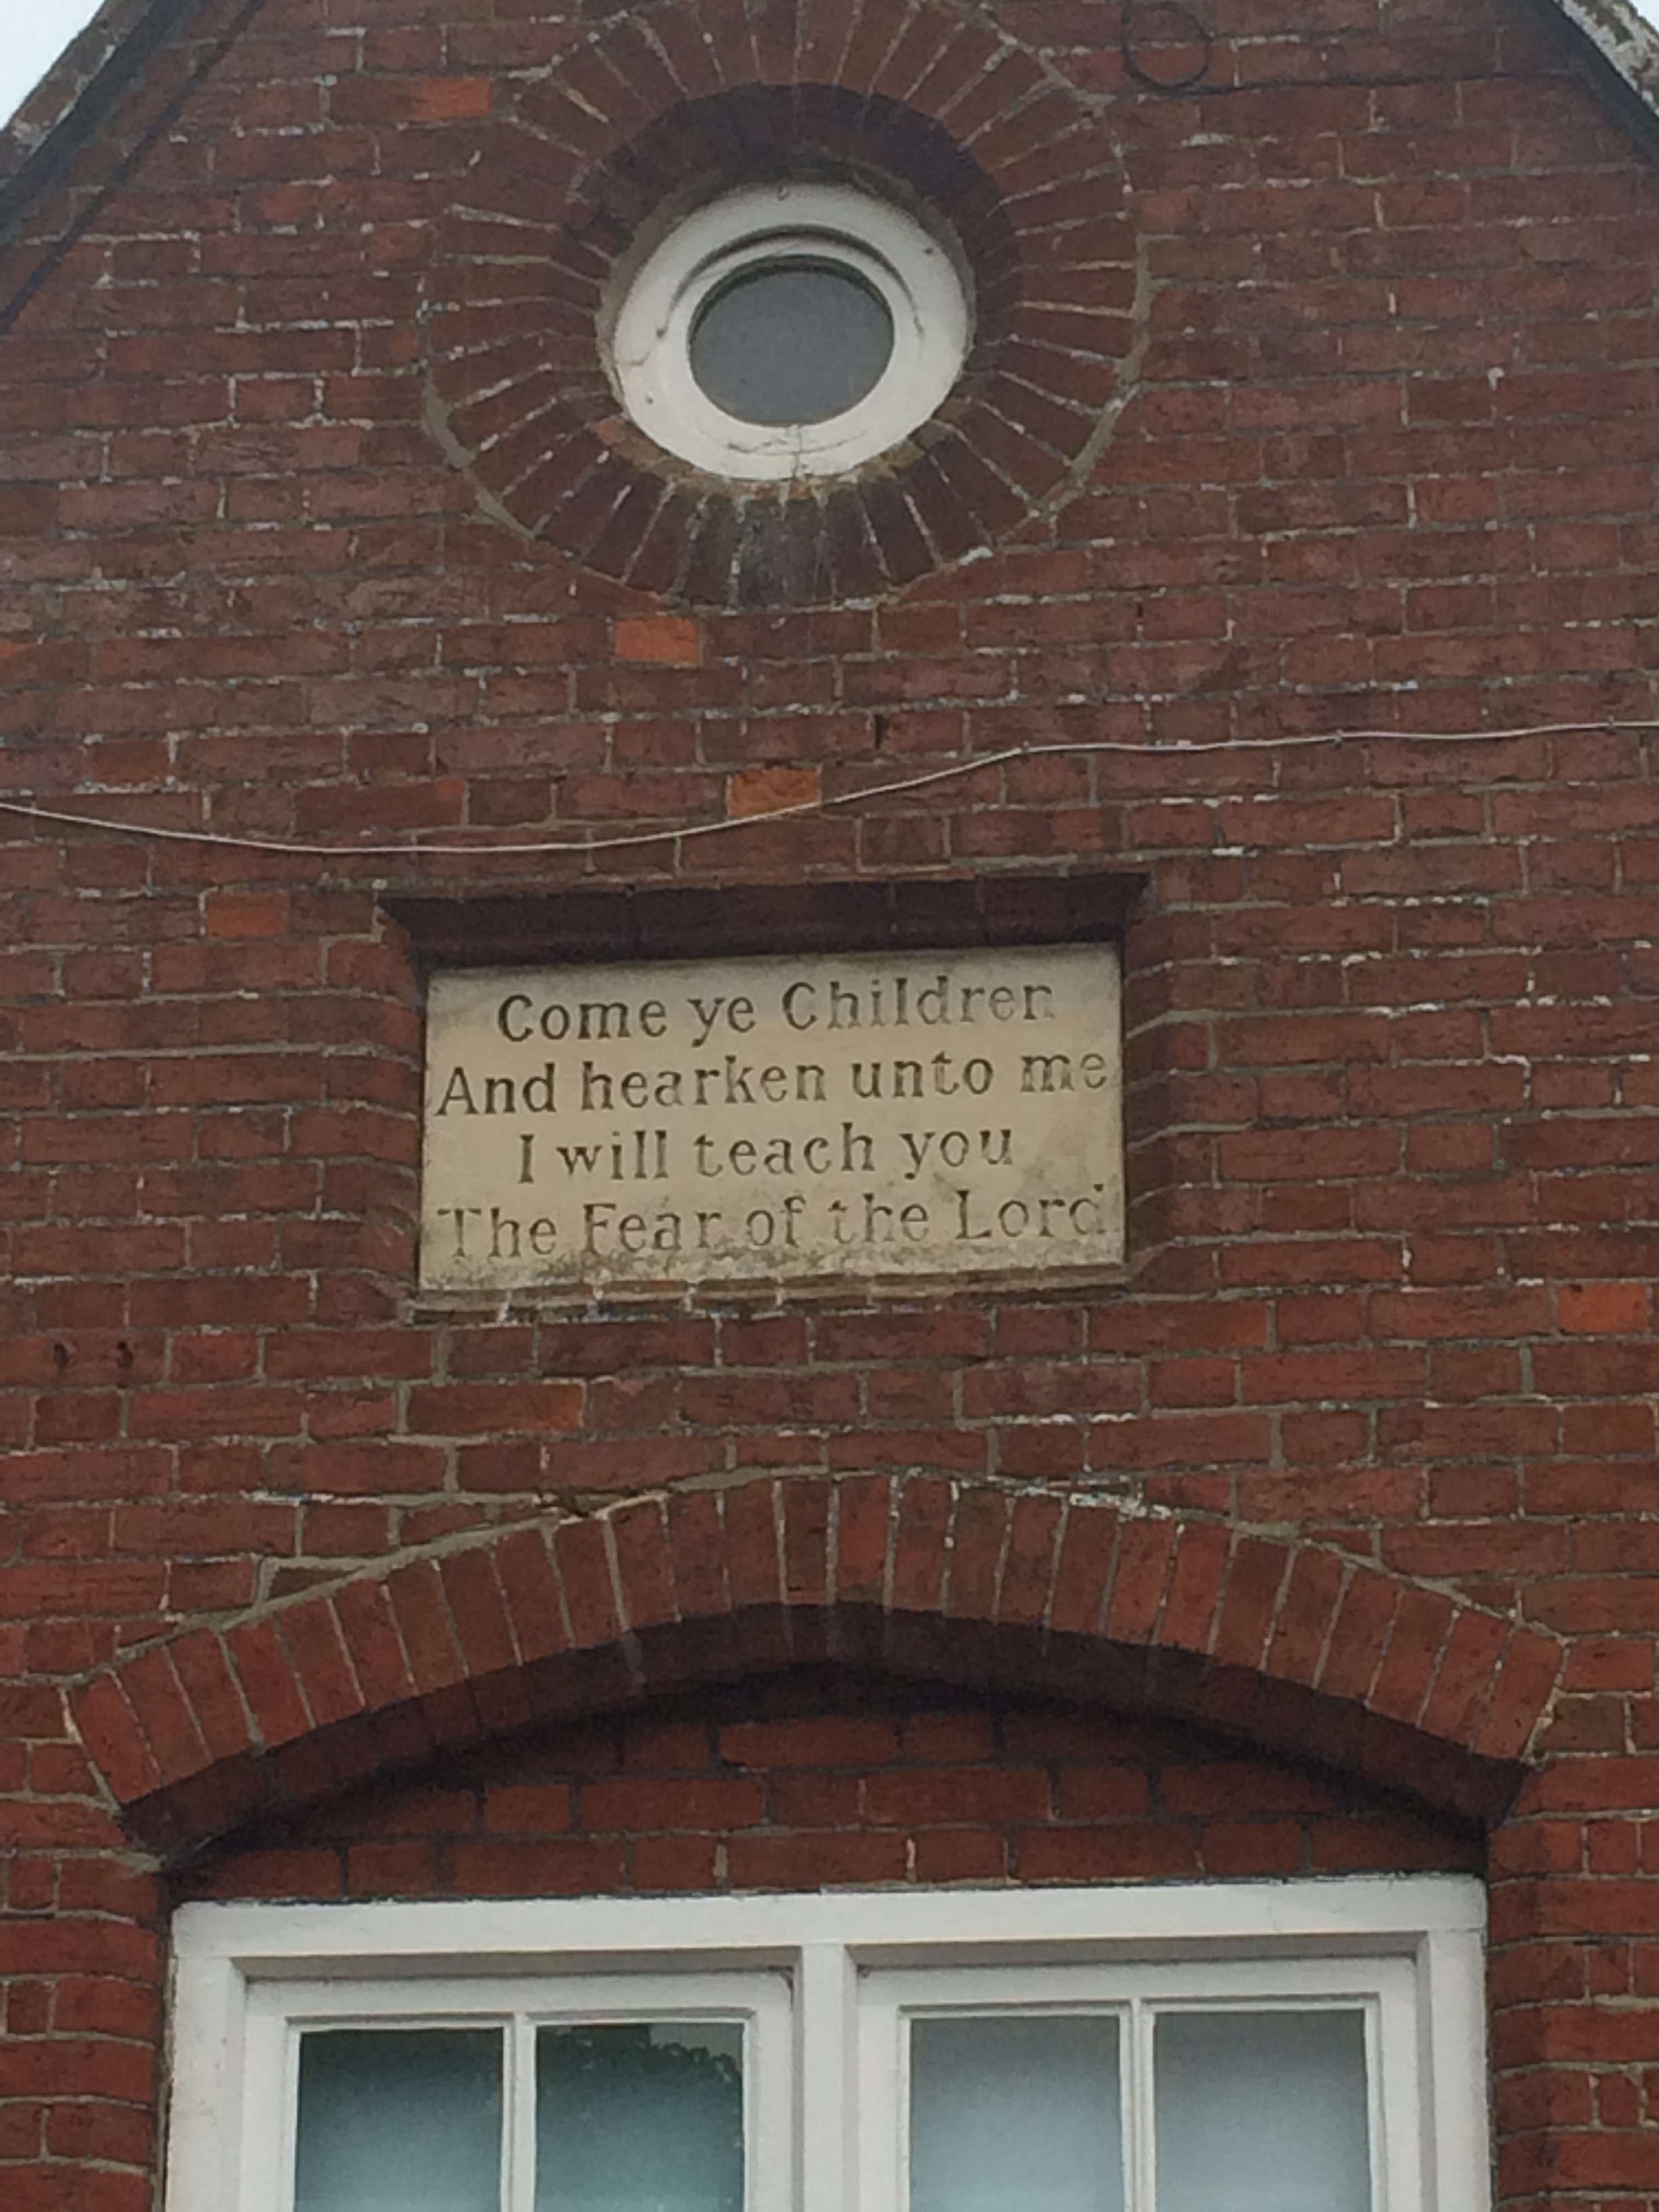 Come ye Children
And hearken unto me
I will teach you
The Fear of the Lord